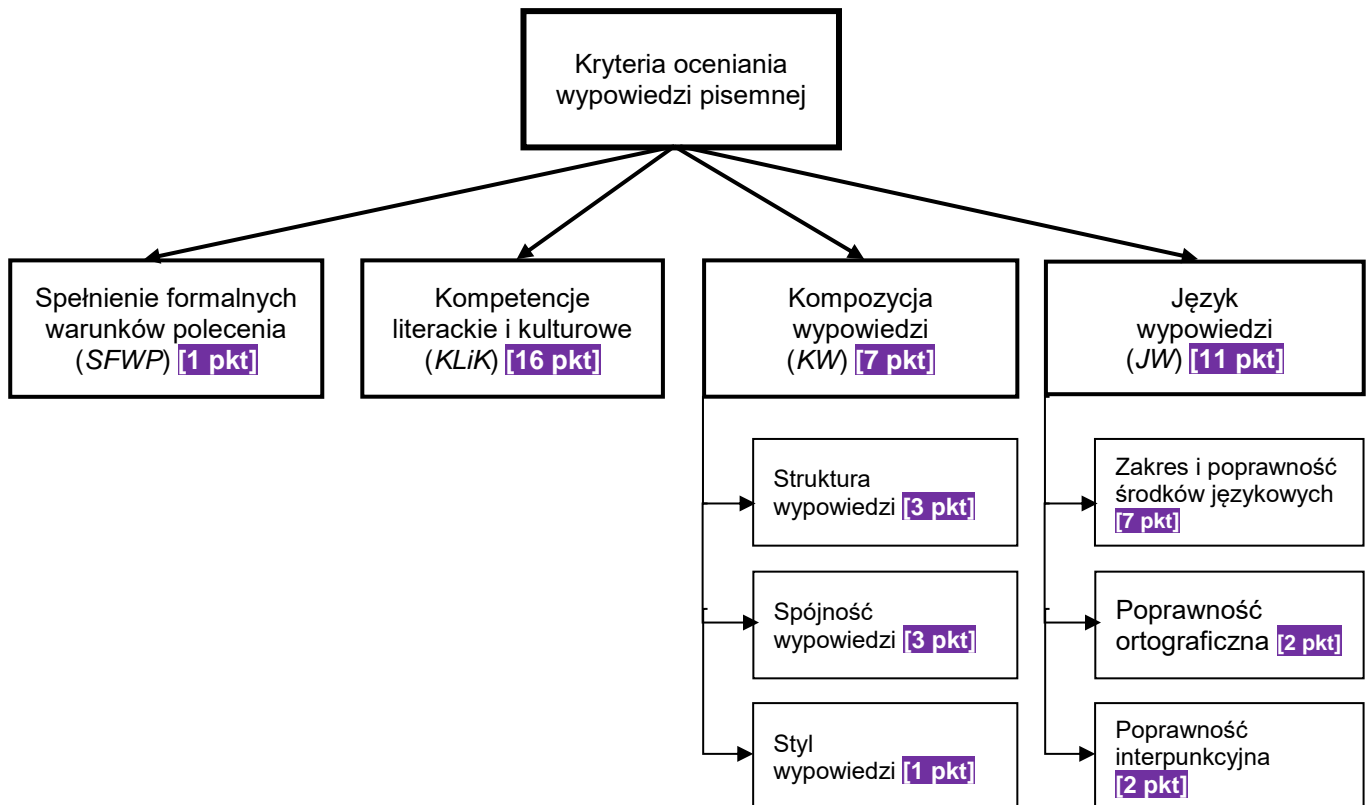 Kryteria oceniania
wypowiedzi pisemnej
Spełnienie formalnych
warunków polecenia
(SFWP) [1 pkt]
Kompetencje
literackie i kulturowe
(KLiK) [16 pkt]
Kompozycja
wypowiedzi
(KW) [7 pkt]
Język
wypowiedzi
(JW) [11 pkt]
Struktura
wypowiedzi [3 pkt]
Spójność
wypowiedzi [3 pkt]
Styl
wypowiedzi [1 pkt]
Zakres i poprawność
środków językowych
[7 pkt]
Poprawność
ortograficzna [2 pkt]
Poprawność
interpunkcyjna
[2 pkt]